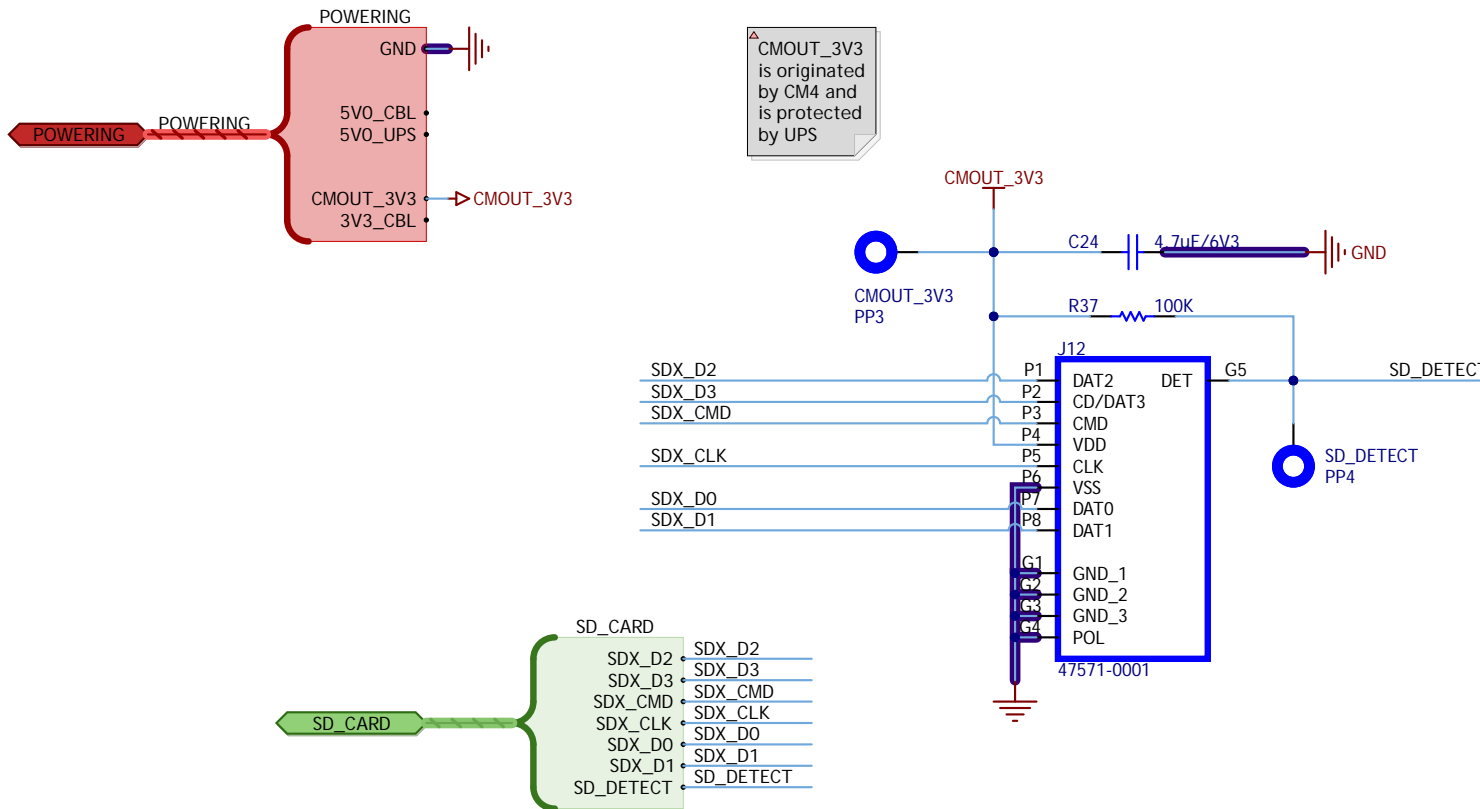 POWERING
GND
5V0_CBL
5V0_UPS
POWERING
POWERING
CMOUT_3V3
CMOUT_3V3
3V3_CBL
CMOUT_3V3
is originated
by CM4 and
is protected
by UPS
CMOUT_3V3
C24
4.7uF/6V3
GND
CMOUT_3V3
PP3
R37
100K
J12
SDX_D2
P1
DAT2
DET
G5
SD_DETECT
SDX_D3
P2
CD/DAT3
SDX_CMD
P3
CMD
P4
VDD
SDX_CLK
P5
CLK
P6
VSS
SDX_D0
P7
DAT0
SDX_D1
P8
DAT1
SD_DETECT
PP4
G1
GND_1
G2
GND_2
G3
GND_3
G4
POL
47571-0001
SD_CARD
SDX_D2
SDX_D2
SDX_D3
SDX_D3
SDX_CMD
SDX_CMD
SD_CARD
SDX_CLK
SDX_CLK
SDX_D0
SDX_D0
SDX_D1
SDX_D1
SD_DETECT
SD_DETECT